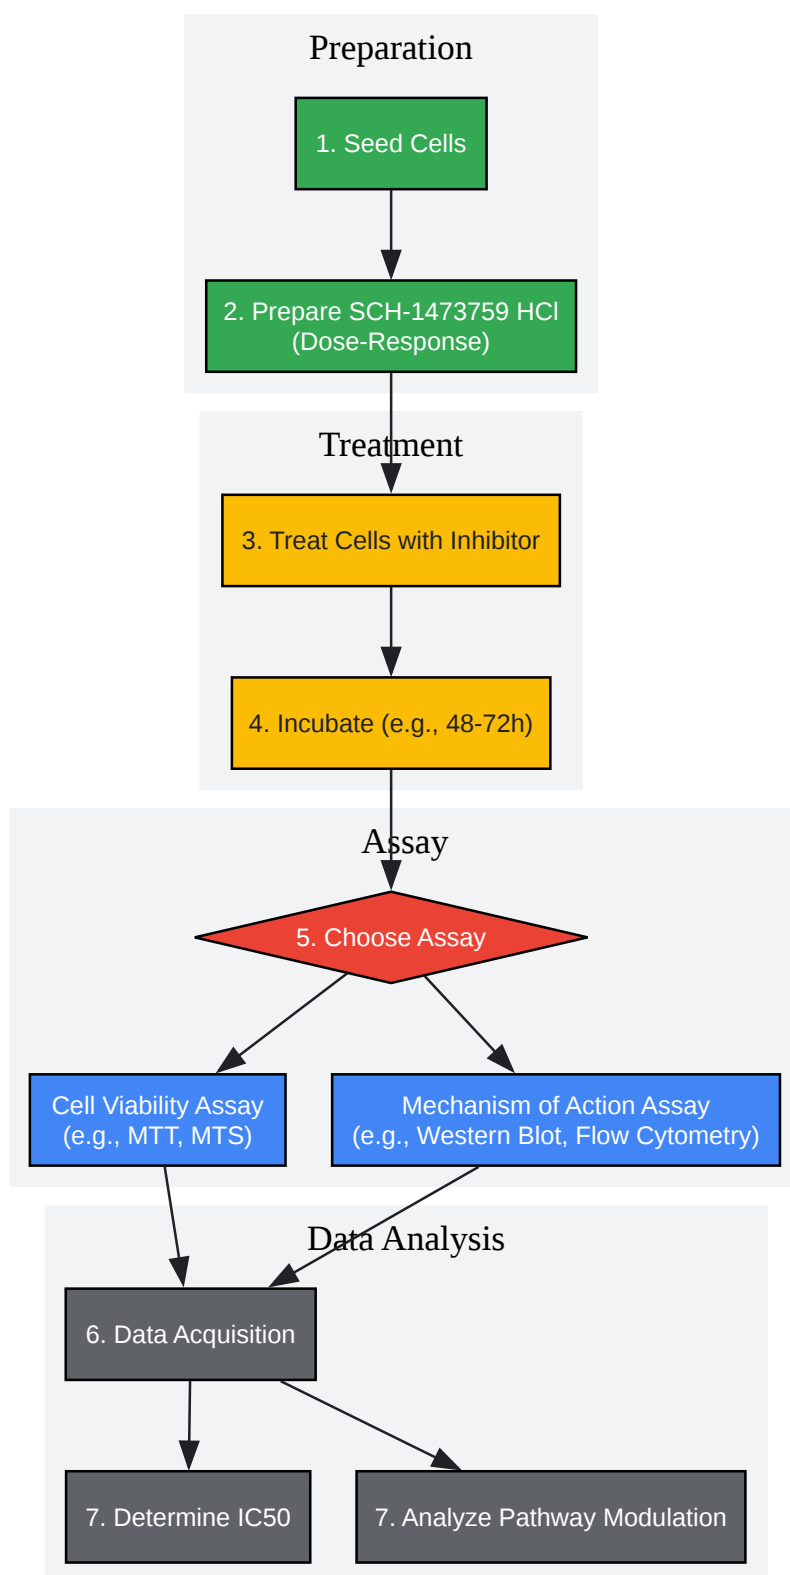 Preparation
1. Seed Cells
2. Prepare SCH-1473759 HCl
(Dose-Response)
Treatment
3. Treat Cells with Inhibitor
4. Incubate (e.g., 48-72h)
Assay
5. Choose Assay
Cell Viability Assay
(e.g., MTT, MTS)
Mechanism of Action Assay
(e.g., Western Blot, Flow Cytometry)
Data Analysis
6. Data Acquisition
7. Determine IC50
7. Analyze Pathway Modulation